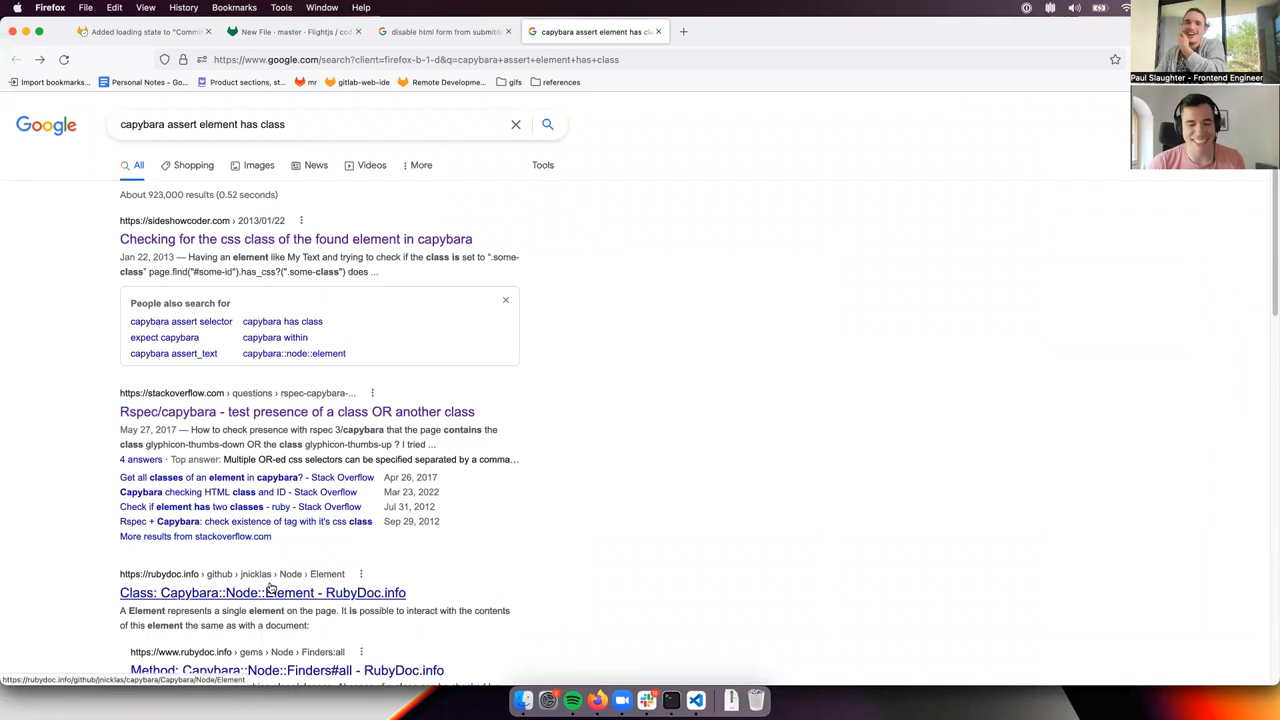 Firefox File Edit View History Bookmarks Tools Window Help
Added loading state to "Commit
New File · master · Flightjs / cod
disable html form from submitin
capybara assert element has cla
https://www.google.com/search?client=firefox-b-1-d&q=capybara+assert+element+has+class
Import bookmarks... Personal Notes · Goo... Product sections, st... mr gitlab-web-ide Remote Developme... gifs references
Paul Slaughter - Frontend Engineer
Google
capybara assert element has class
All Shopping Images News Videos More Tools
About 923,000 results (0.52 seconds)
https://sideshowcoder.com › 2013/01/22
Checking for the css class of the found element in capybara
Jan 22, 2013 — Having an element like My Text and trying to check if the class is set to ".some-
class" page.find("#some-id").has_css?(".some-class") does ...
People also search for
capybara assert selector capybara has class
expect capybara capybara within
capybara assert_text capybara::node::element
https://stackoverflow.com › questions › rspec-capybara-...
Rspec/capybara - test presence of a class OR another class
May 27, 2017 — How to check presence with rspec 3/capybara that the page contains the
class glyphicon-thumbs-down OR the class glyphicon-thumbs-up ? I tried ...
4 answers · Top answer: Multiple OR-ed css selectors can be specified separated by a comma...
Get all classes of an element in capybara? - Stack Overflow Apr 26, 2017
Capybara checking HTML class and ID - Stack Overflow Mar 23, 2022
Check if element has two classes - ruby - Stack Overflow Jul 31, 2012
Rspec + Capybara: check existence of tag with it's css class Sep 29, 2012
More results from stackoverflow.com
https://rubydoc.info › github › jnicklas › Node › Element
Class: Capybara::Node::Element - RubyDoc.info
A Element represents a single element on the page. It is possible to interact with the contents
of this element the same as with a document:
https://www.rubydoc.info › gems › Node › Finders:all
Method: Capybara::Node::Finders#all - RubyDoc.info
https://rubydoc.info/github/jnicklas/capybara/Capybara/Node/Element